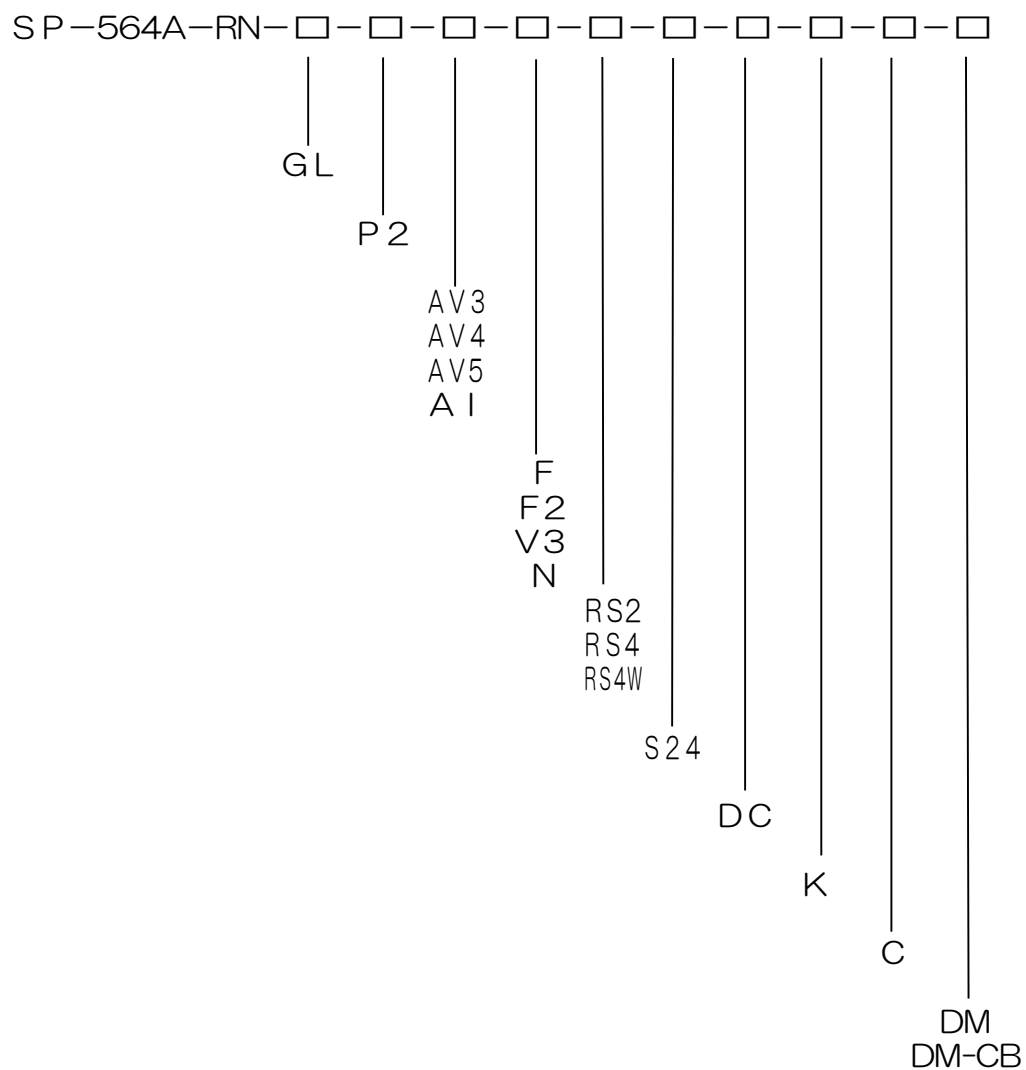 SP-564A-RN-□-□-□-□-□-□-□-□-□-□
GL
P2
AV3
AV4
AV5
AI
F
F2
V3
N
RS2
RS4
RS4W
S24
DC
K
C
DM
DM-CB